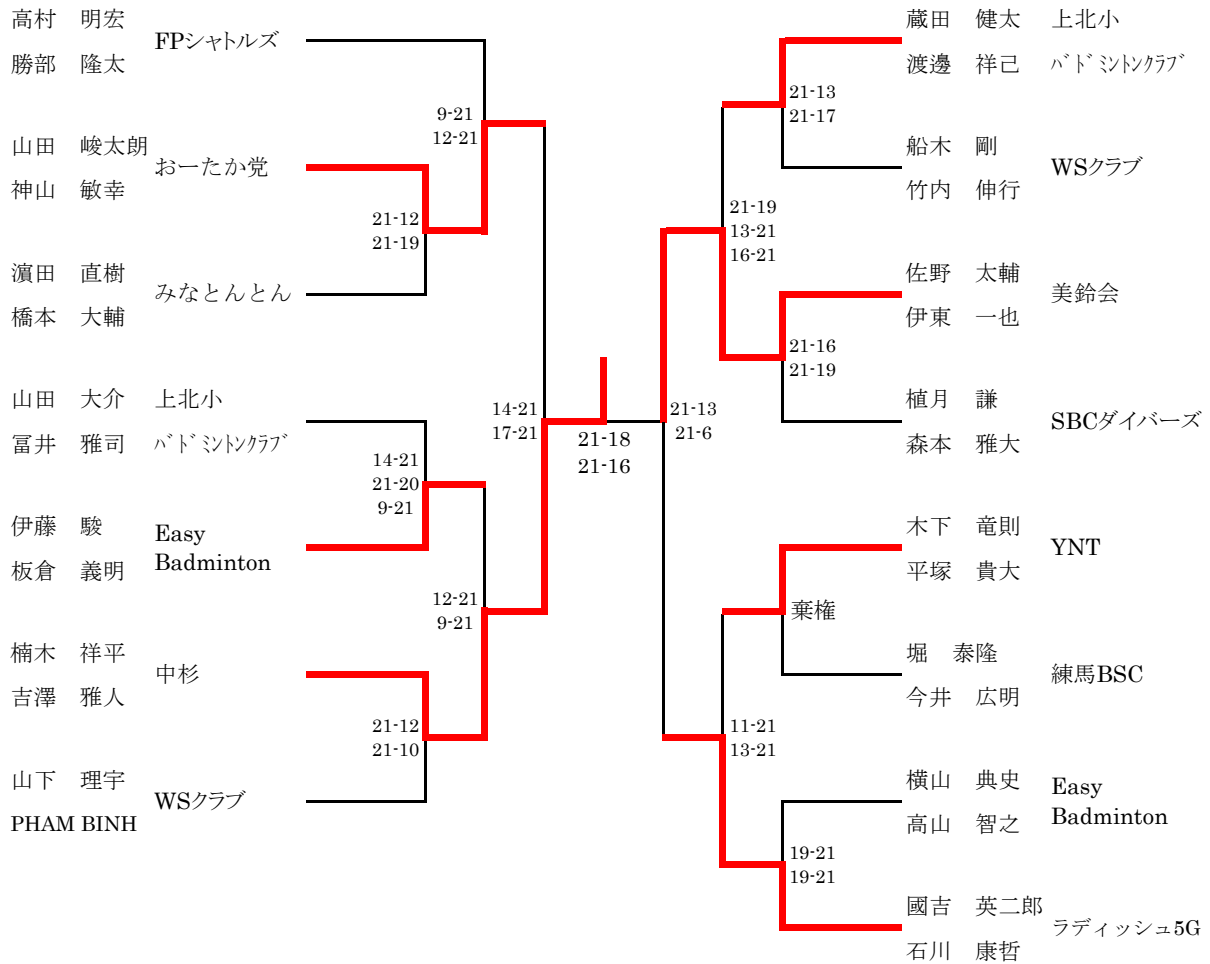 高村　明宏
勝部　隆太
FPシャトルズ
山田　峻太朗
神山　敏幸
おーたか党
濵田　直樹
橋本　大輔
みなとんとん
山田　大介
冨井　雅司
上北小
ﾊﾞﾄﾞﾐﾝﾄﾝｸﾗﾌﾞ
伊藤　駿
板倉　義明
Easy
Badminton
楠木　祥平
吉澤　雅人
中杉
山下　理宇
PHAM BINH
WSクラブ
9-21
12-21
21-12
21-19
14-21
21-20
9-21
12-21
9-21
21-12
21-10
14-21
17-21
21-18
21-16
21-13
21-6
21-13
21-17
21-19
13-21
16-21
21-16
21-19
棄権
11-21
13-21
19-21
19-21
蔵田　健太
渡邊　祥己
上北小
ﾊﾞﾄﾞﾐﾝﾄﾝｸﾗﾌﾞ
船木　剛
竹内　伸行
WSクラブ
佐野　太輔
伊東　一也
美鈴会
植月　謙
森本　雅大
SBCダイバーズ
木下　竜則
平塚　貴大
YNT
堀　泰隆
今井　広明
練馬BSC
横山　典史
高山　智之
Easy
Badminton
國吉　英二郎
石川　康哲
ラディッシュ5G